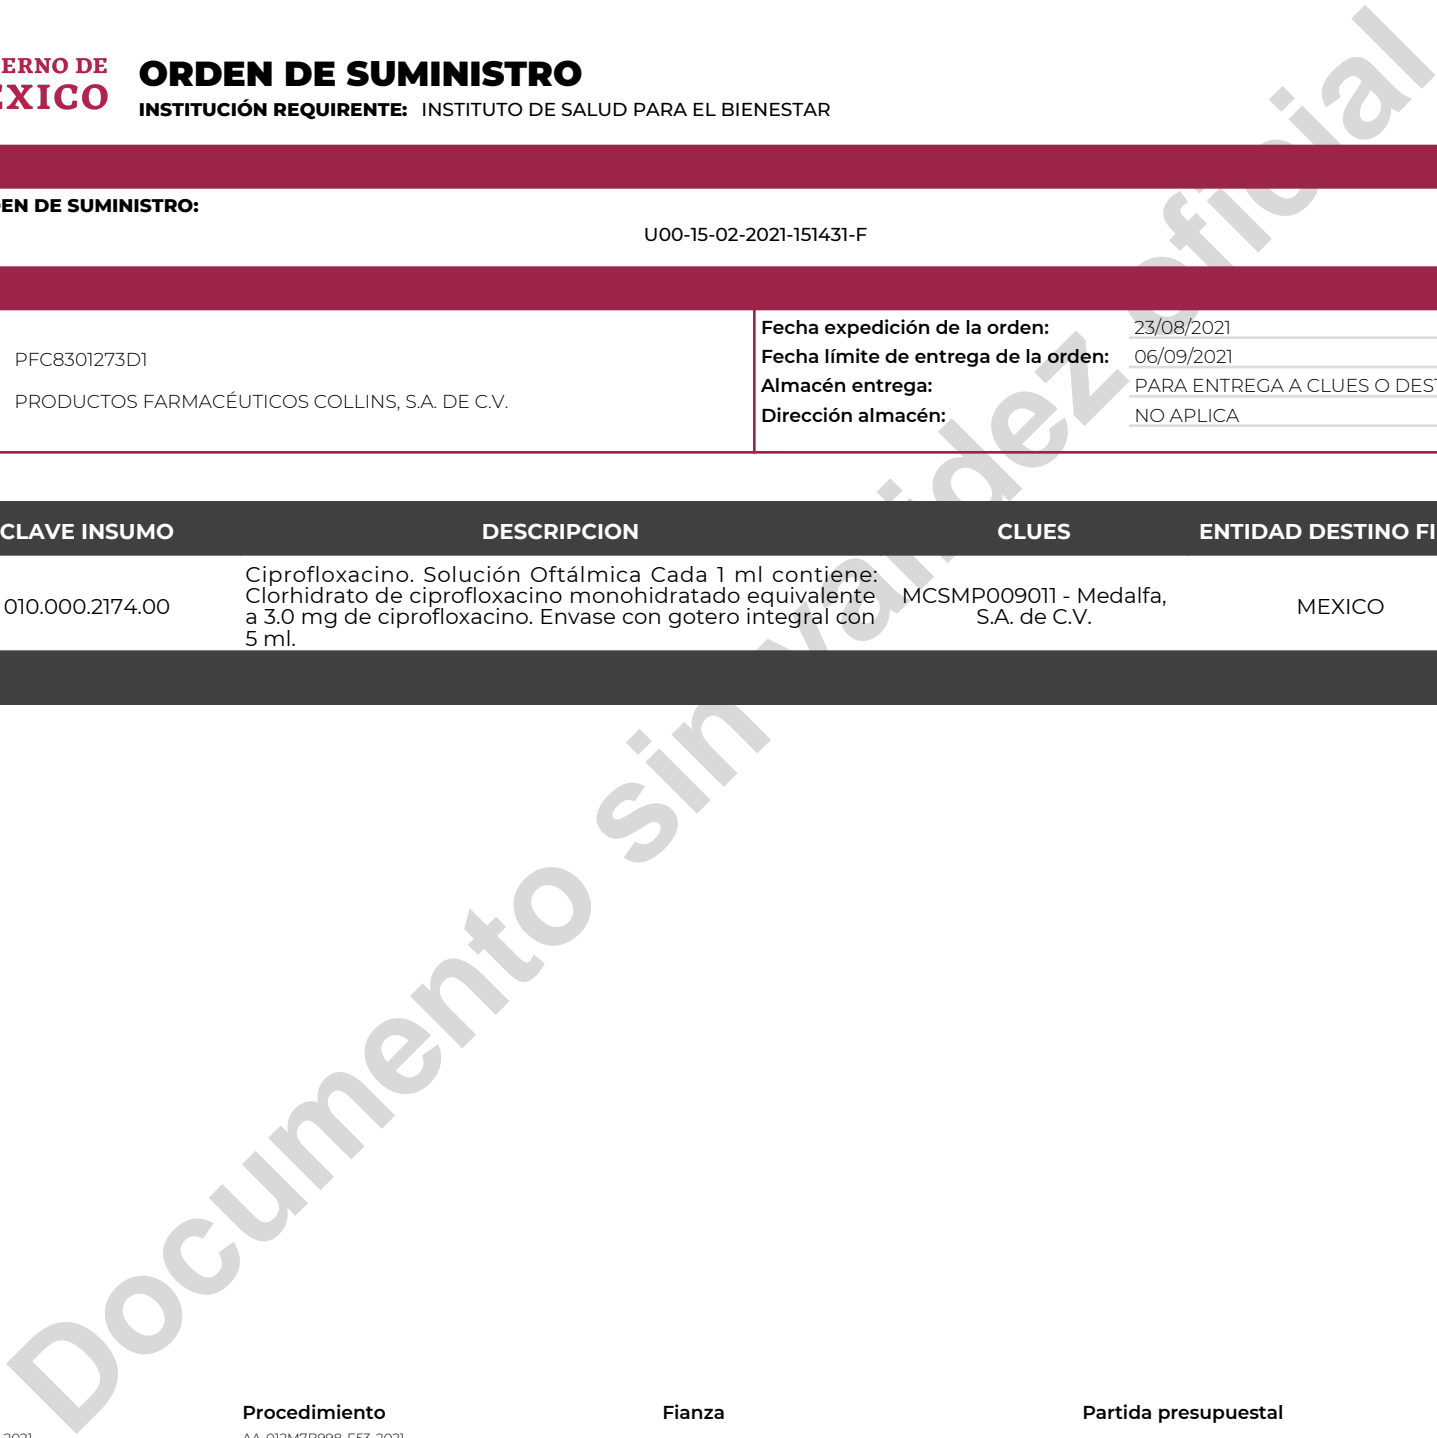 ERNO DE
EXICO
ORDEN DE SUMINISTRO
INSTITUCIÓN REQUIRENTE: INSTITUTO DE SALUD PARA EL BIENESTAR
EN DE SUMINISTRO:
U00-15-02-2021-151431-F
PFC8301273D1
PRODUCTOS FARMACÉUTICOS COLLINS, S.A. DE C.V.
Fecha expedición de la orden: 23/08/2021
Fecha límite de entrega de la orden: 06/09/2021
Almacén entrega: PARA ENTREGA A CLUES O DEST
Dirección almacén: NO APLICA
CLAVE INSUMO DESCRIPCION CLUES ENTIDAD DESTINO FI
010.000.2174.00
Ciprofloxacino. Solución Oftálmica Cada 1 ml contiene:
Clorhidrato de ciprofloxacino monohidratado equivalente
a 3.0 mg de ciprofloxacino. Envase con gotero integral con
5 ml.
MCSMP009011 - Medalfa,
S.A. de C.V.
MEXICO
Documento sin validez oficial
Procedimiento Fianza Partida presupuestal